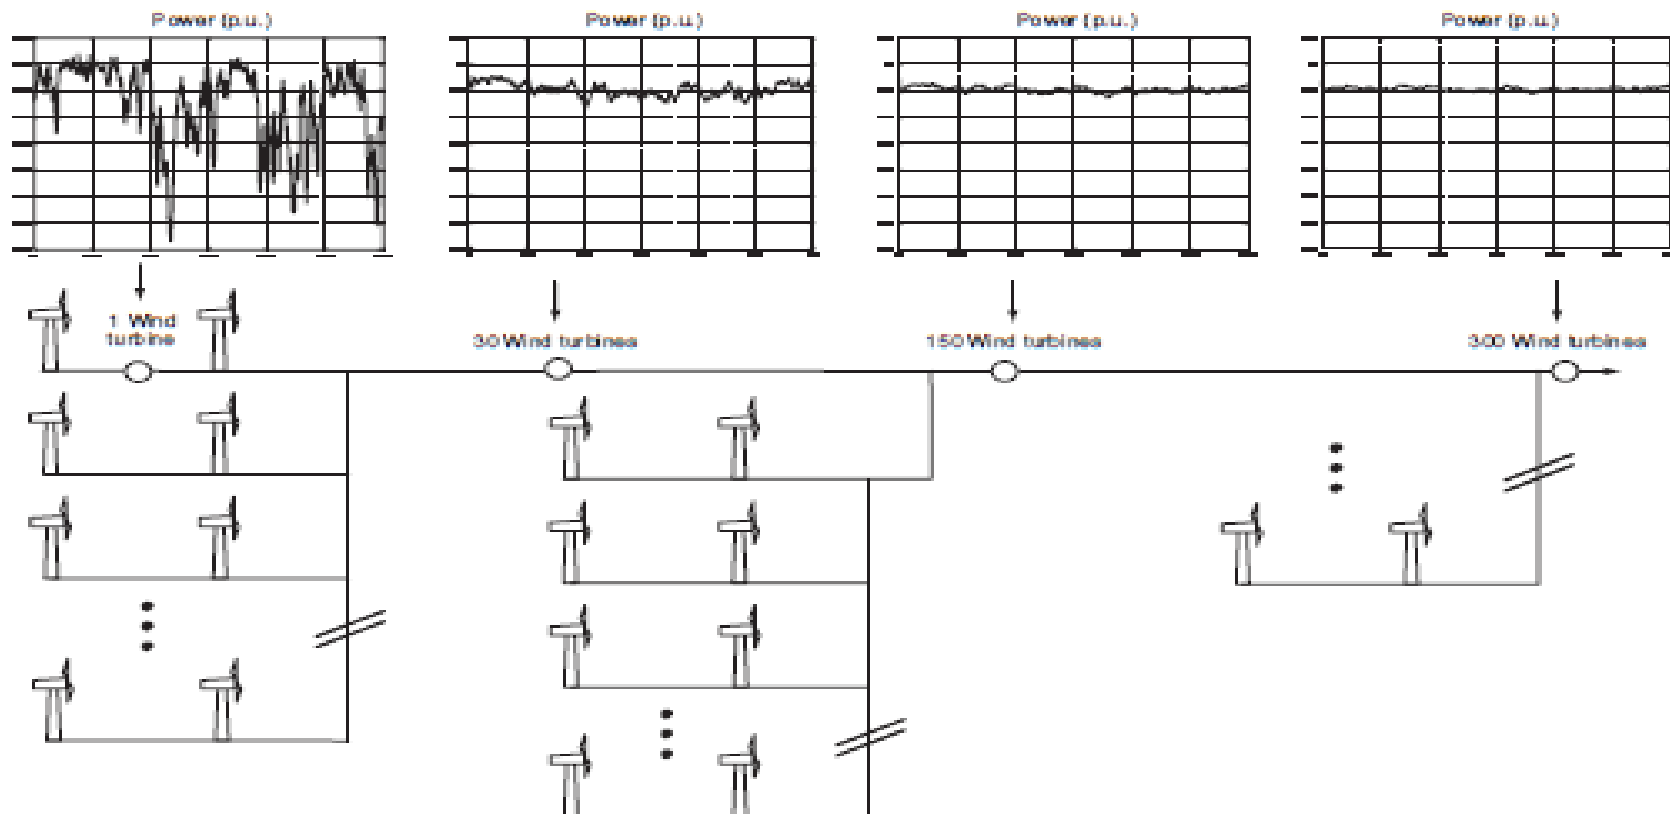 Power (p.u.)
Power (p.u.)
Power (p.u.)
Power (p.u.)
1 Wind
turbine
30 Wind turbines
150 Wind turbines
300 Wind turbines